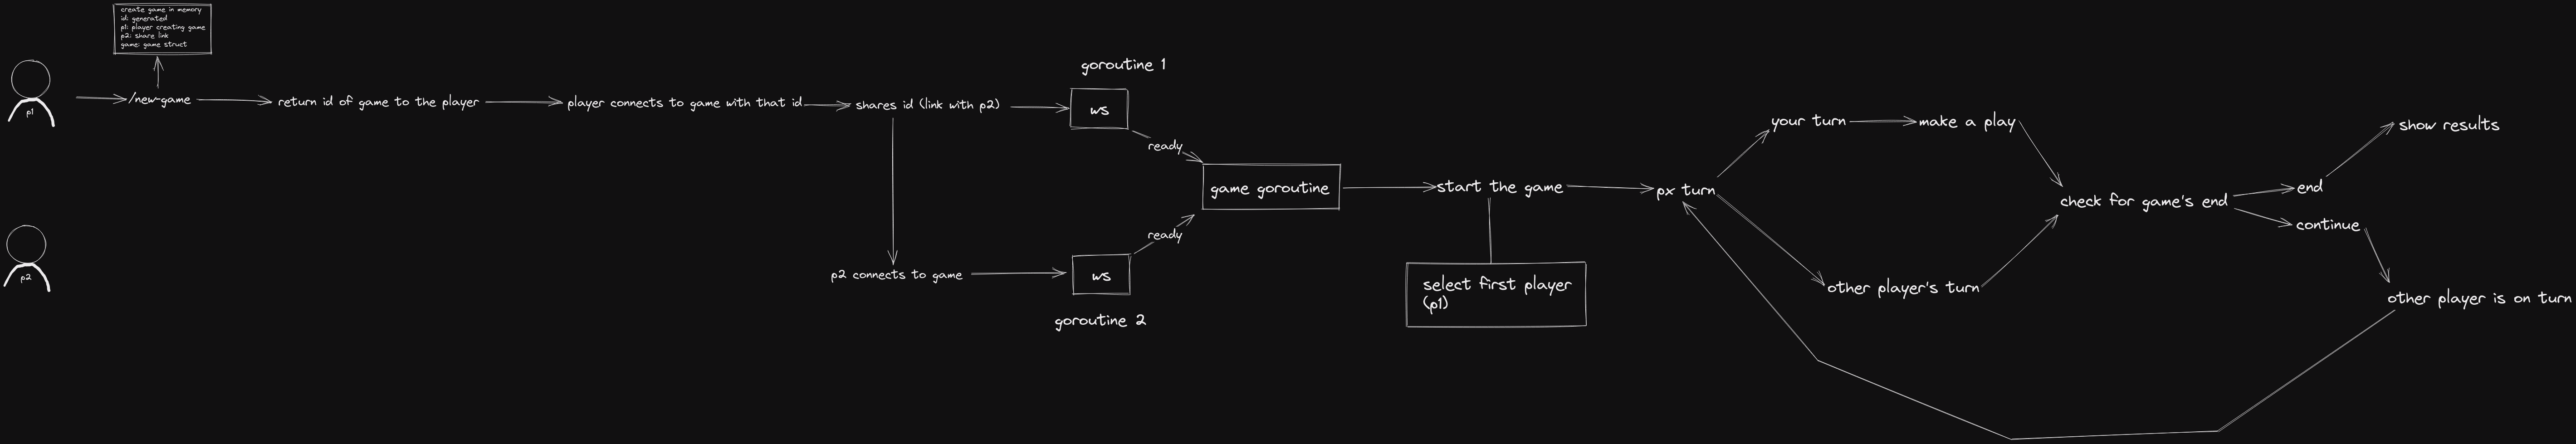 create game in memory
id: generated
p1: player creating game
p2: share link
game: game struct
p1
/new-game
return id of game to the player
player connects to game with that id
shares id (link with p2)
goroutine 1
ws
ready
game goroutine
start the game
select first player
(p1)
px turn
your turn
make a play
other player's turn
check for game's end
end
show results
continue
other player is on turn
p2
p2 connects to game
ws
ready
goroutine 2